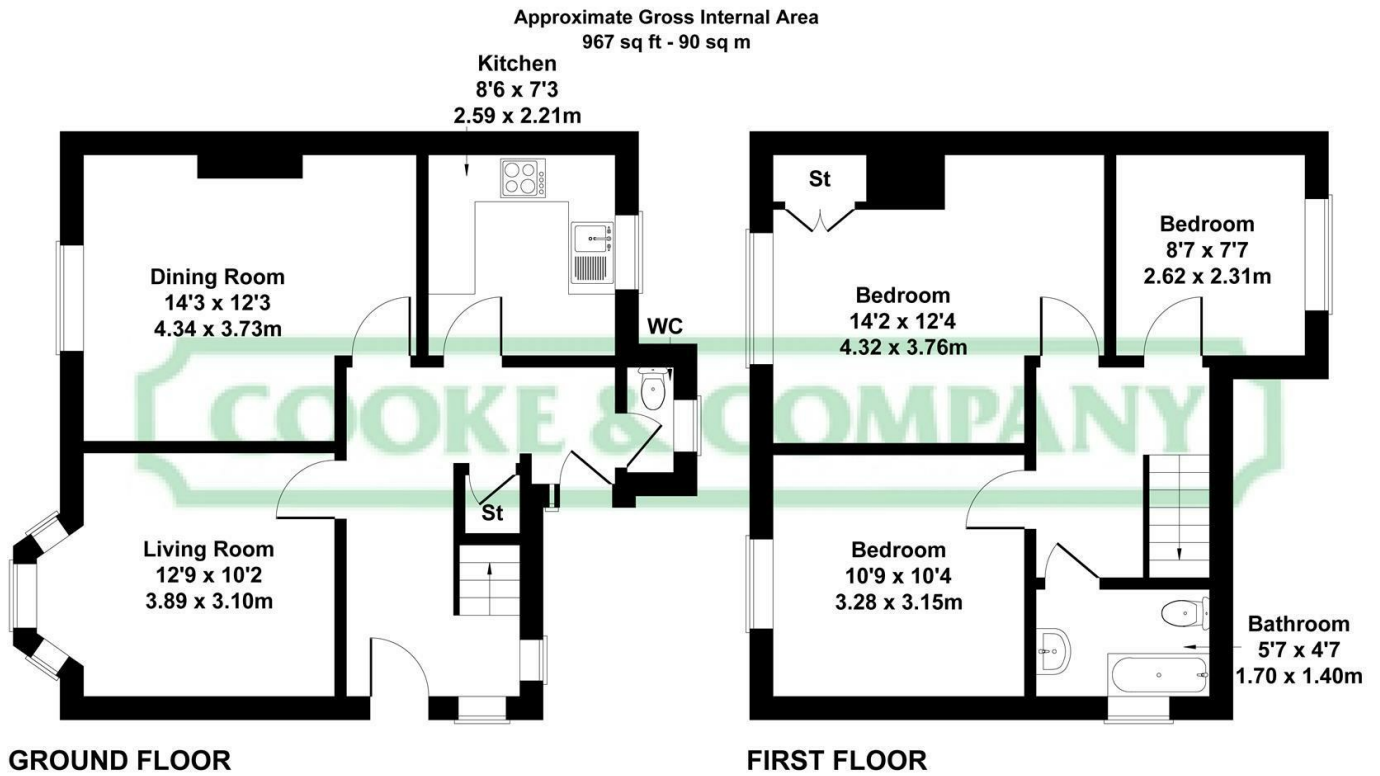 Approximate Gross Internal Area
967 sq ft - 90 sq m
Kitchen
8'6 x 7'3
2.59 x 2.21m
Dining Room
14'3 x 12'3
4.34 x 3.73m
WC
St
Living Room
12'9 x 10'2
3.89 x 3.10m
GROUND FLOOR
St
Bedroom
14'2 x 12'4
4.32 x 3.76m
Bedroom
8'7 x 7'7
2.62 x 2.31m
Bedroom
10'9 x 10'4
3.28 x 3.15m
Bathroom
5'7 x 4'7
1.70 x 1.40m
FIRST FLOOR
COOKE & COMPANY